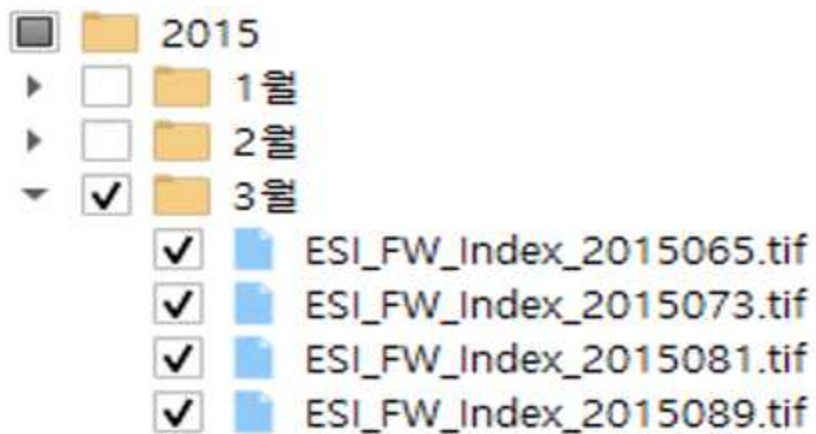 2015
1월
2월
3월
ESI_FW_Index_2015065.tif
ESI_FW_Index_2015073.tif
ESI_FW_Index_2015081.tif
ESI_FW_Index_2015089.tif